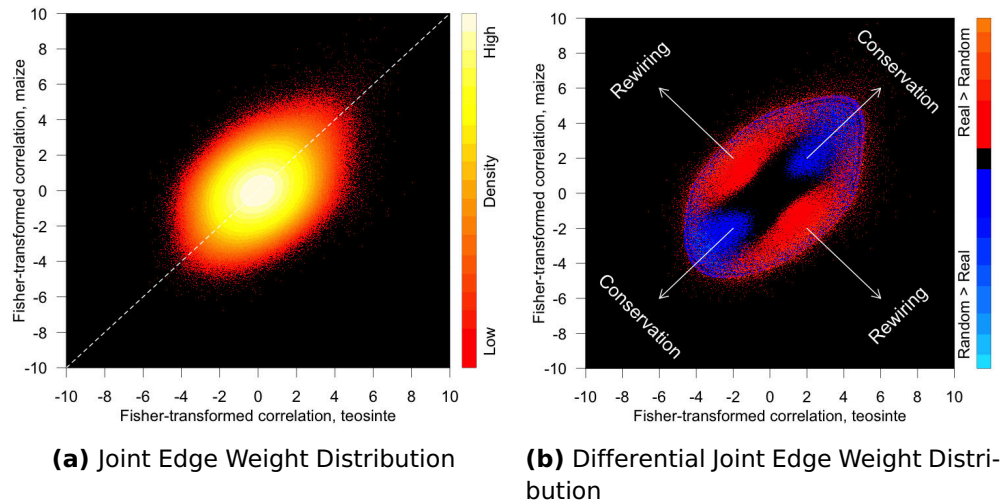 10
8
6
4
2
0
-2
-4
-6
-8
-10
Fisher-transformed correlation, maize
-10 -8 -6 -4 -2 0 2 4 6 8 10
Fisher-transformed correlation, teosinte
High
Density
Low
(a) Joint Edge Weight Distribution
10
8
6
4
2
0
-2
-4
-6
-8
-10
Fisher-transformed correlation, maize
Rewiring
Conservation
Conservation
Rewiring
-10 -8 -6 -4 -2 0 2 4 6 8 10
Fisher-transformed correlation, teosinte
Real > Random
Random > Real
(b) Differential Joint Edge Weight Distri-
bution